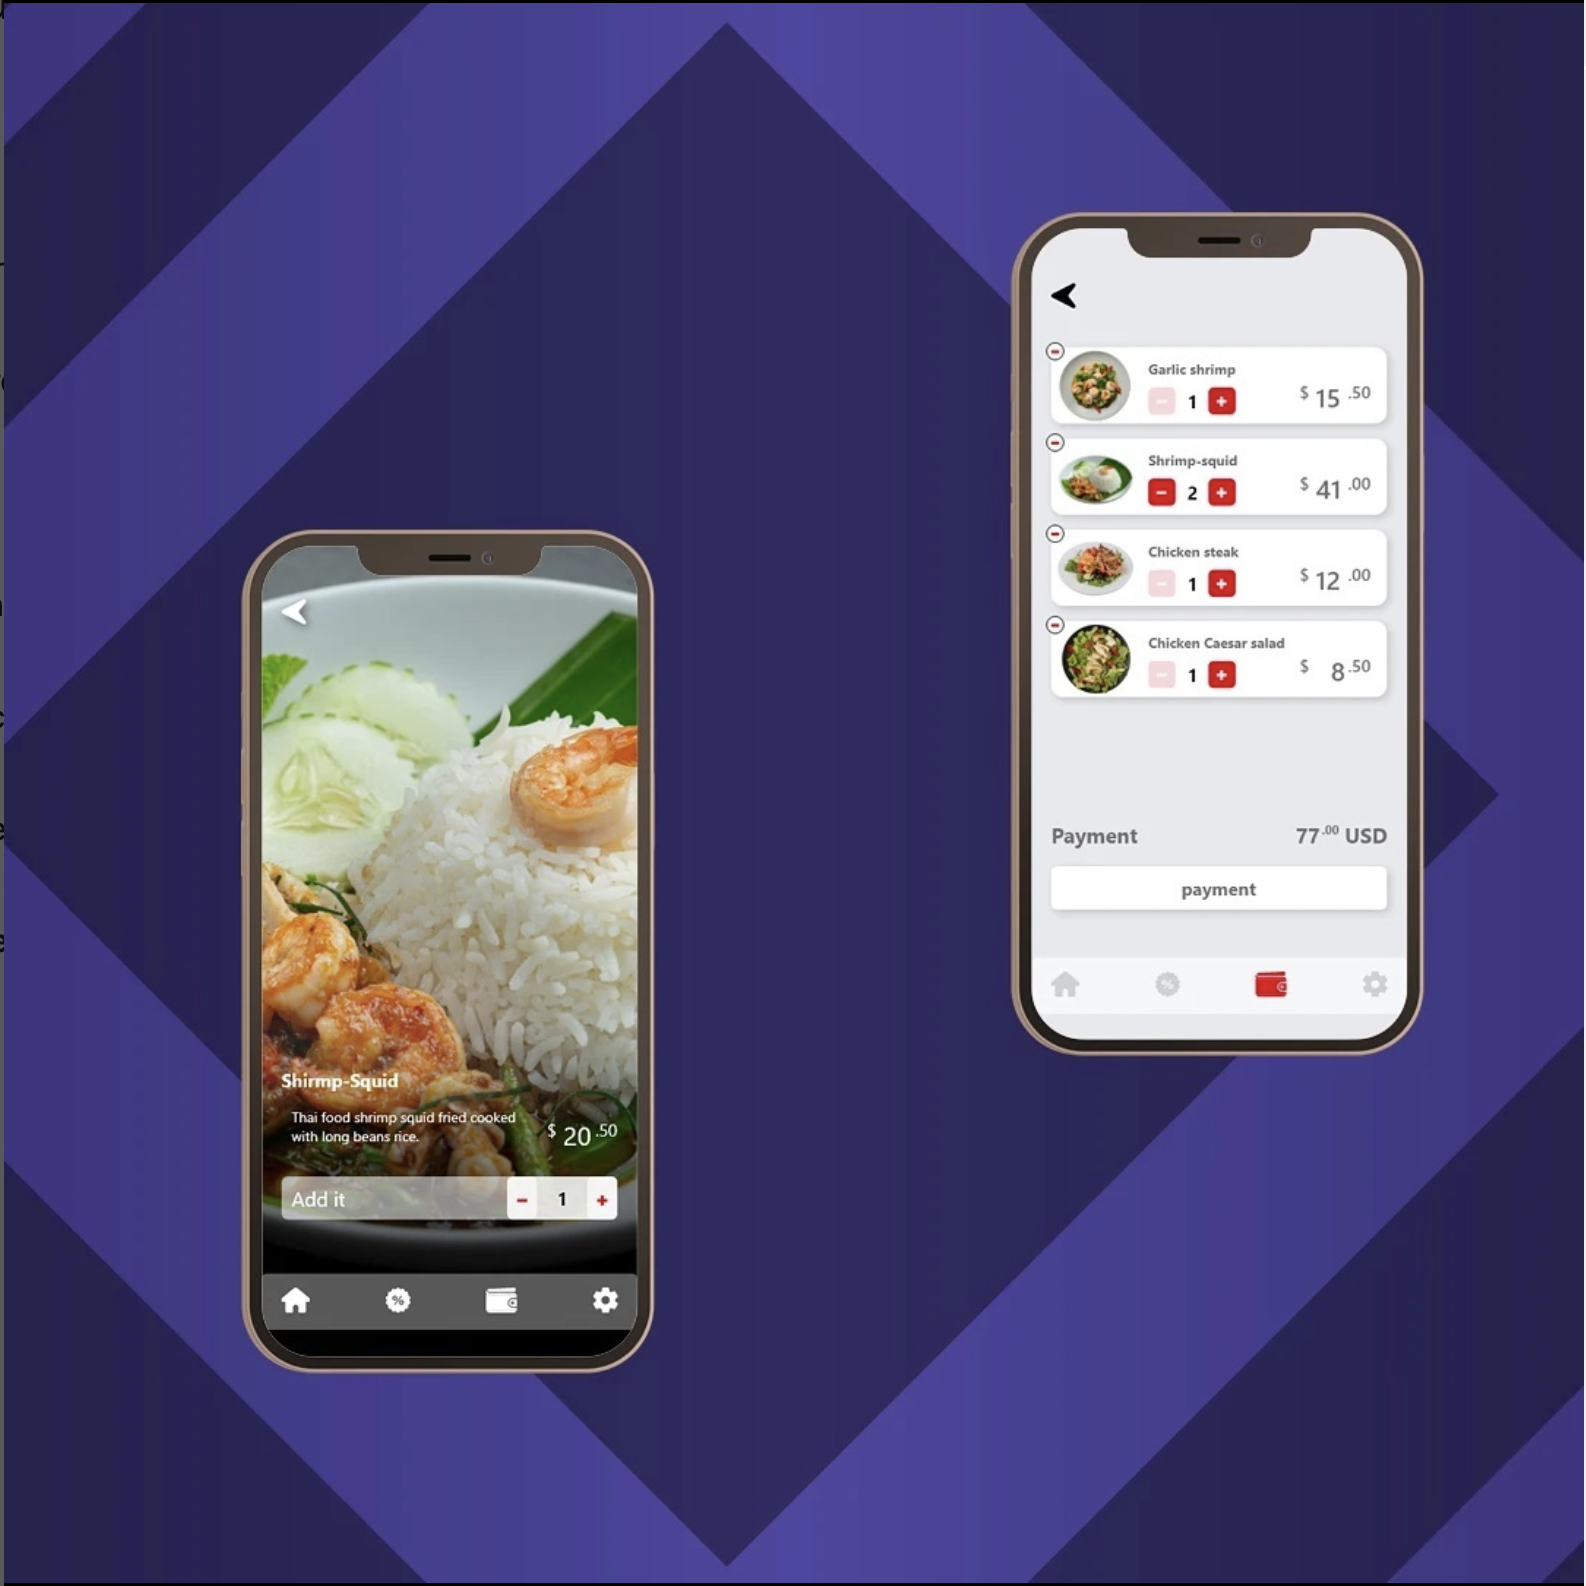 Shirmp-Squid
Thai food shrimp squid fried cooked
with long beans rice.
$ 20 .50
Add it
- 1 +
Garlic shrimp
- 1 +
$ 15 .50
Shrimp-squid
- 2 +
$ 41 .00
Chicken steak
- 1 +
$ 12 .00
Chicken Caesar salad
- 1 +
$ 8 .50
Payment 77 .00 USD
payment